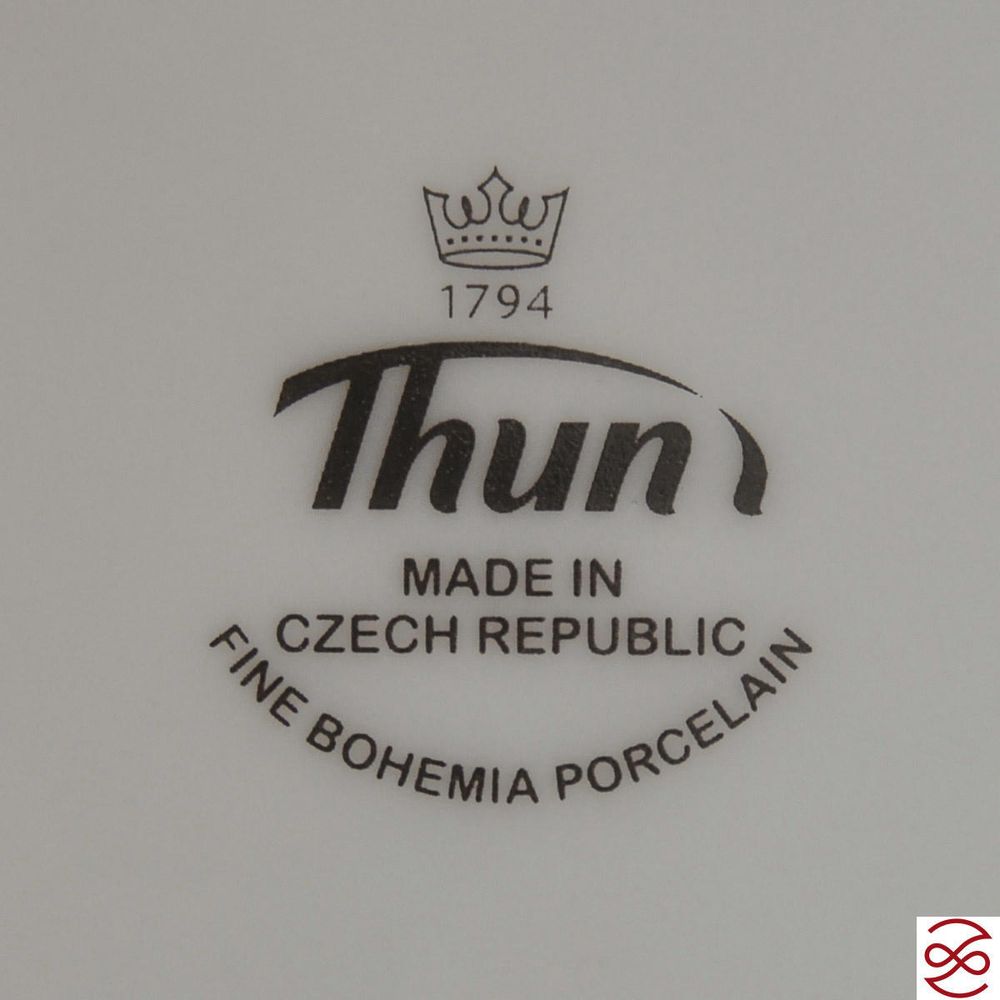 1794
Thun
MADE IN
CZECH REPUBLIC
FINE BOHEMIA PORCELAIN